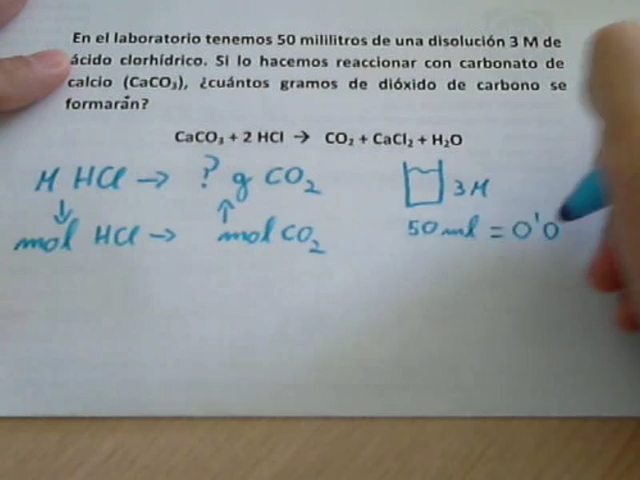 En el laboratorio tenemos 50 mililitros de una disolución 3 M de
ácido clorhídrico. Si lo hacemos reaccionar con carbonato de
calcio (CaCO₃), ¿cuántos gramos de dióxido de carbono se
formarán?
CaCO₃ + 2 HCl → CO₂ + CaCl₂ + H₂O
M HCl → ? g CO₂
3 M
mol HCl → mol CO₂
50 ml = 0'0